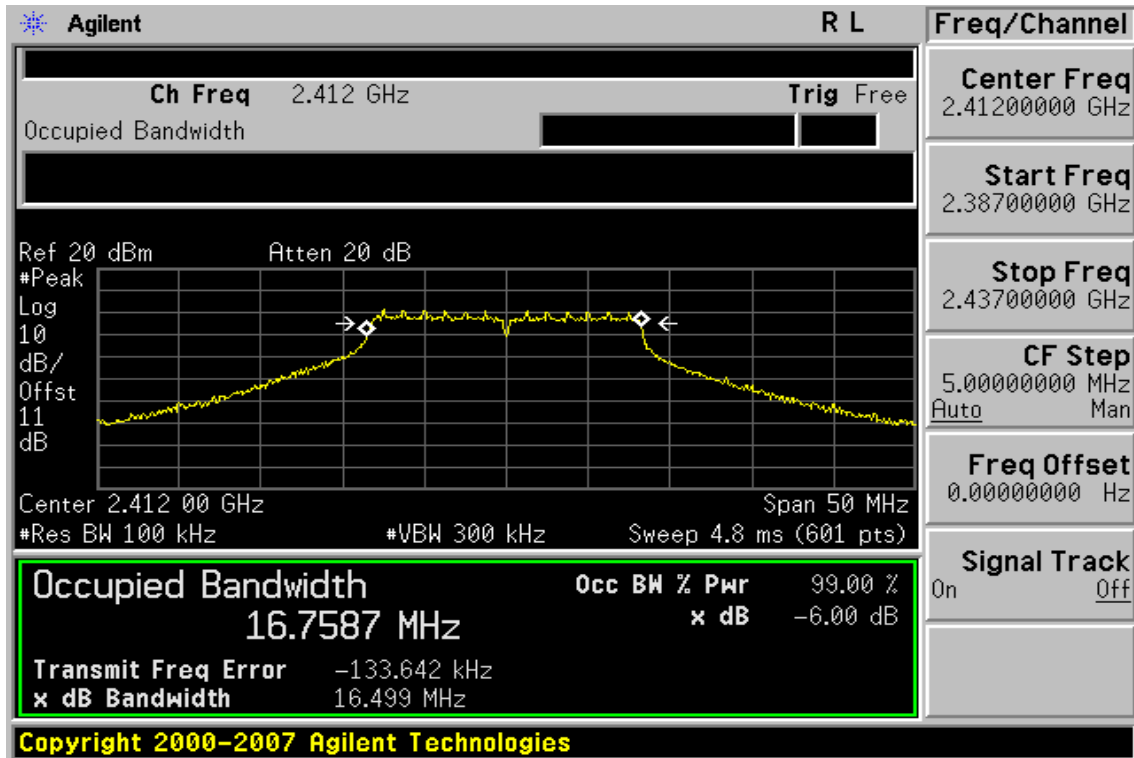 Agilent
R L
Freq/Channel
Ch Freq 2.412 GHz
Trig Free
Occupied Bandwidth
Center Freq
2.41200000 GHz
Start Freq
2.38700000 GHz
Stop Freq
2.43700000 GHz
CF Step
5.00000000 MHz
Auto Man
Freq Offset
0.00000000 Hz
Signal Track
On Off
Ref 20 dBm
Atten 20 dB
#Peak
Log
10
dB/
Offst
11
dB
Center 2.412 00 GHz
Span 50 MHz
#Res BW 100 kHz
#VBW 300 kHz
Sweep 4.8 ms (601 pts)
Occupied Bandwidth
16.7587 MHz
Occ BW % Pwr 99.00 %
x dB -6.00 dB
Transmit Freq Error -133.642 kHz
x dB Bandwidth 16.499 MHz
Copyright 2000-2007 Agilent Technologies